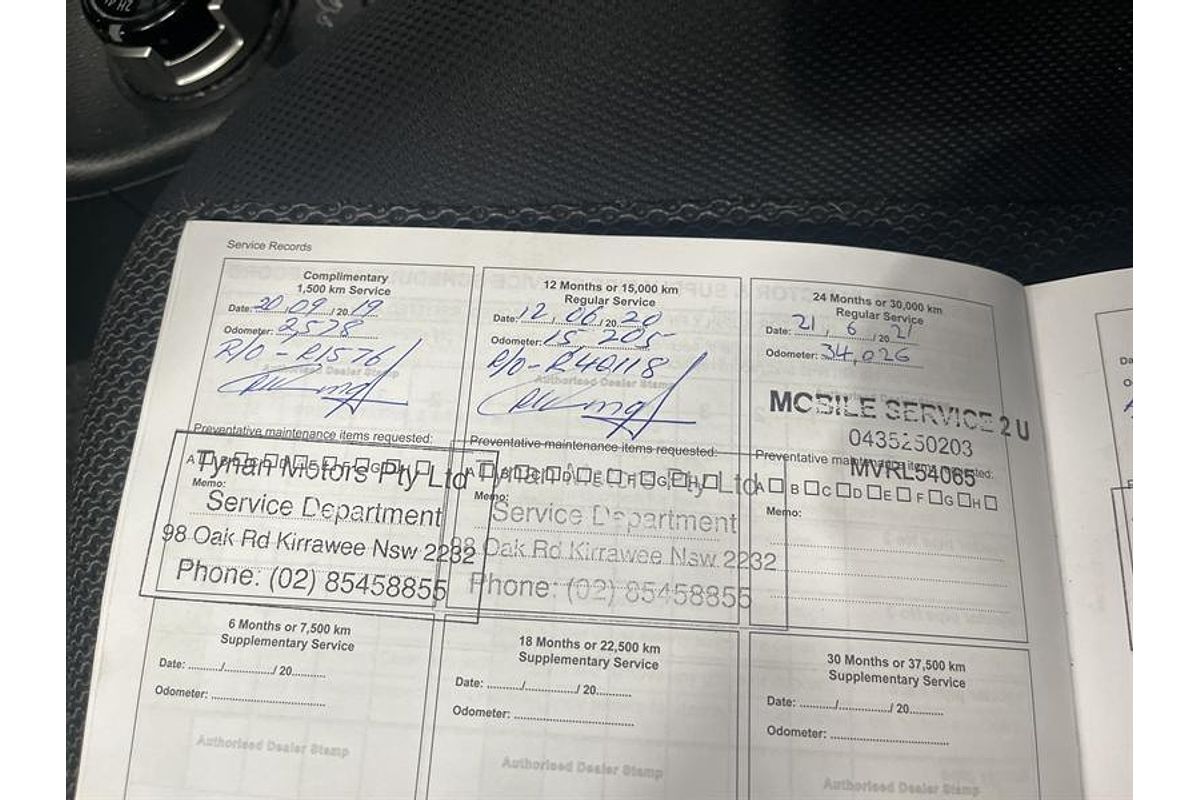 Service Records
Complimentary
1,500 km Service
Date: 20,09,/2019
Odometer: 2,578
R/O - R1576
Authorised Dealer Stamp
Preventative maintenance items requested:
Memo:
Tynan Motors Pty Ltd
Service Department
98 Oak Rd Kirrawee Nsw 2232
Phone: (02) 85458855
12 Months or 15,000 km
Regular Service
Date: 12, 06,/2020
Odometer: 15,205
R/O - R40118
Authorised Dealer Stamp
Preventative maintenance items requested:
Memo:
Tynan Motors Pty Ltd
Service Department
98 Oak Rd Kirrawee Nsw 2232
Phone: (02) 85458855
24 Months or 30,000 km
Regular Service
Date: 21, 6,/2021
Odometer: 34,026
MOBILE SERVICE 2 U
0435250203
MVRL54065
Preventative maintenance items requested:
A B C D E F G H
Memo:
6 Months or 7,500 km
Supplementary Service
Date: ........../............../ 20..........
Odometer: ..............................
Authorised Dealer Stamp
18 Months or 22,500 km
Supplementary Service
Date: ........../............../ 20..........
Odometer: ..............................
Authorised Dealer Stamp
30 Months or 37,500 km
Supplementary Service
Date: ........../............../ 20..........
Odometer: ..............................
Authorised Dealer Stamp